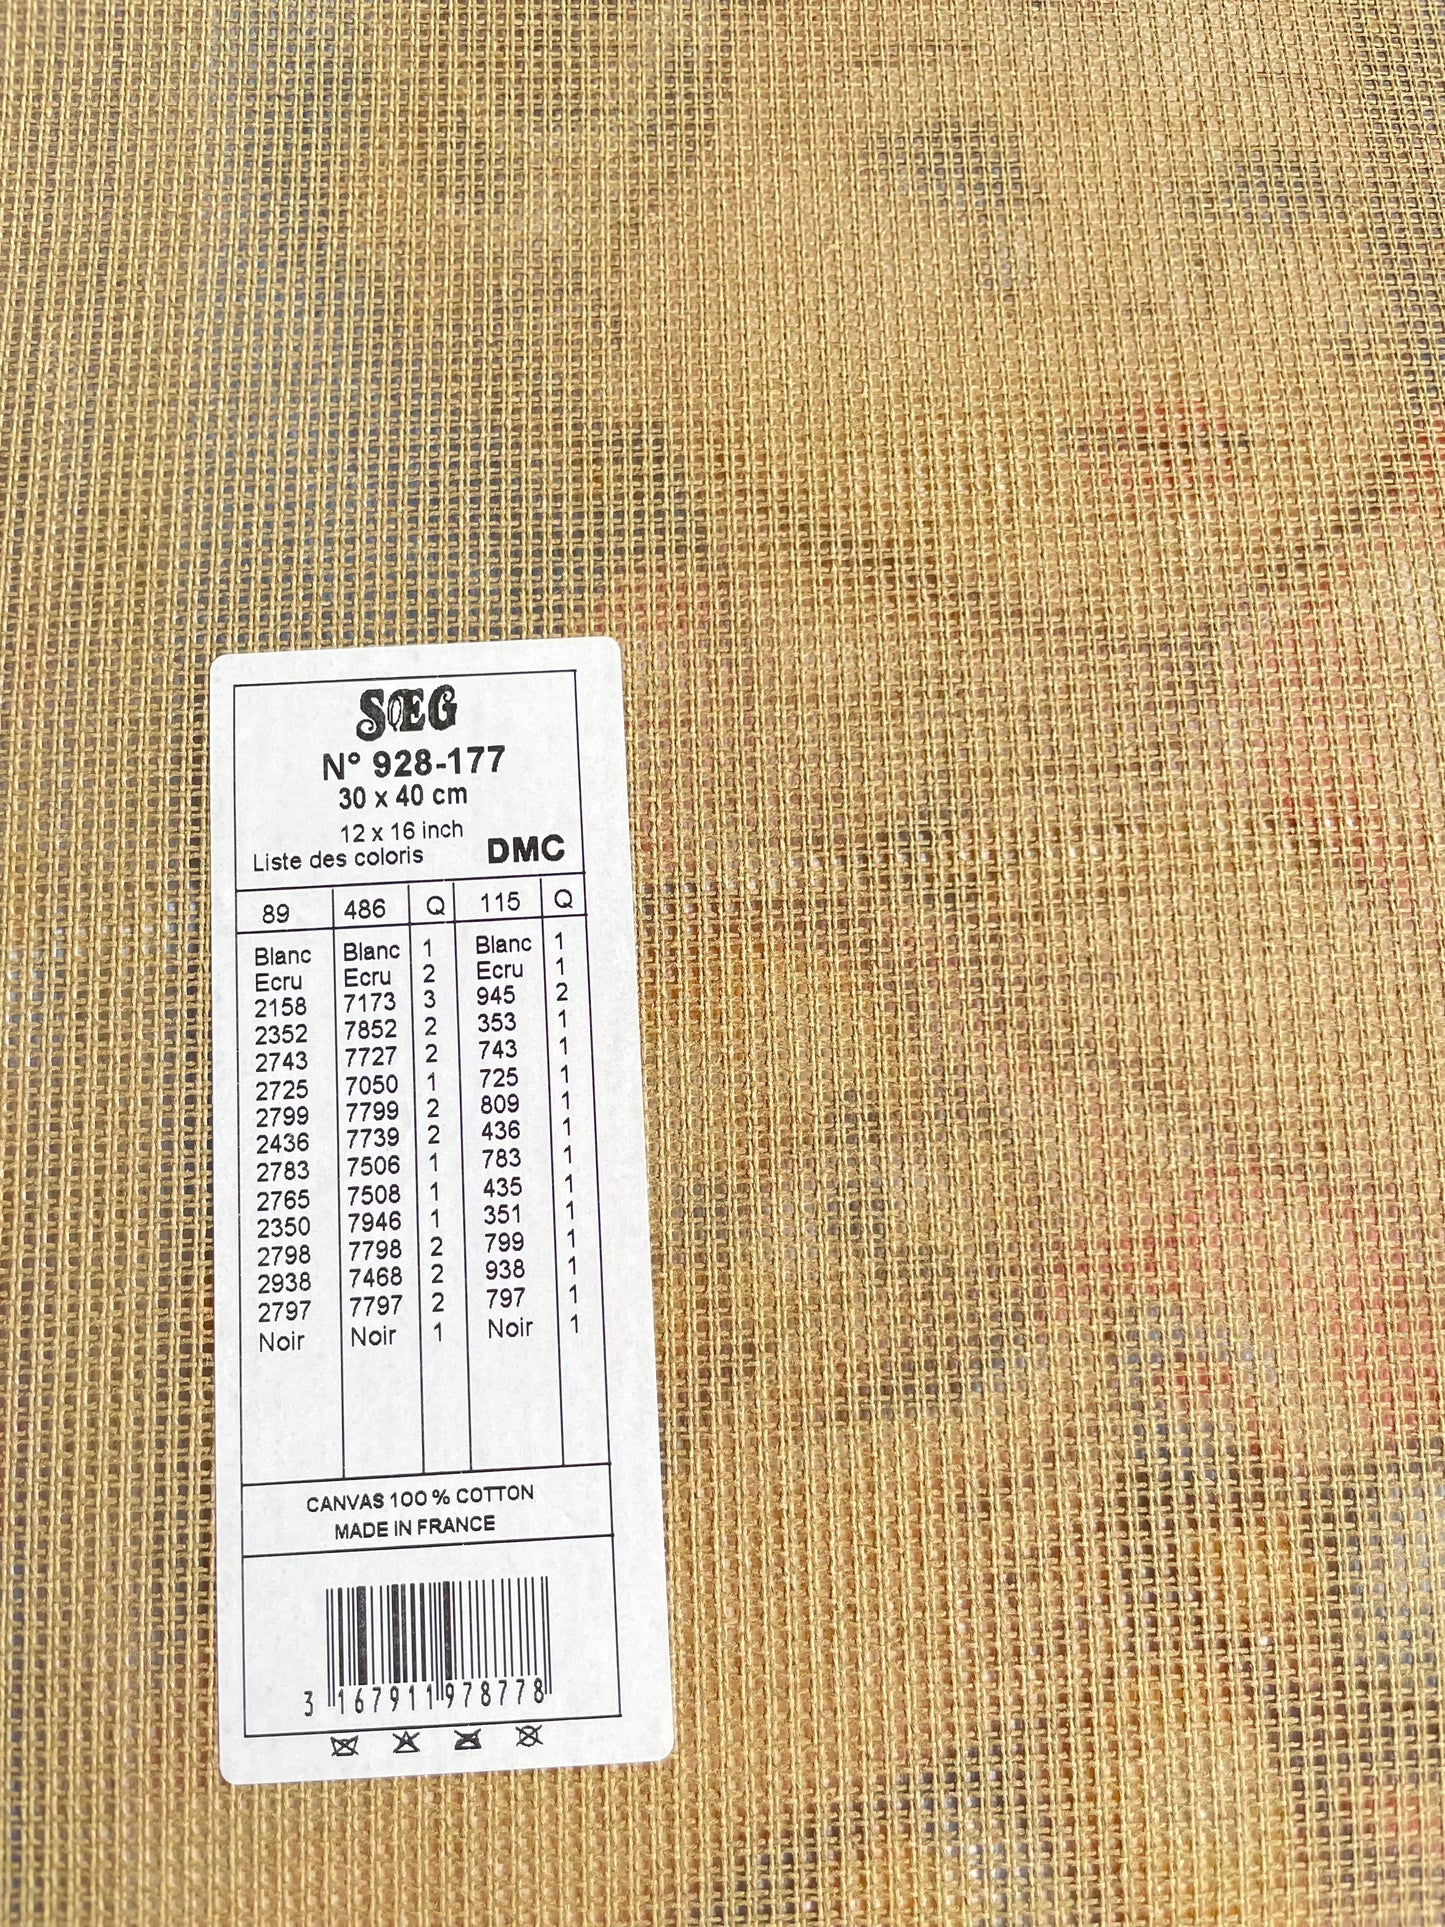 SEG
N° 928-177
30 x 40 cm
12 x 16 inch
Liste des coloris DMC
89 486 Q 115 Q
Blanc Blanc 1 Blanc 1
Ecru Ecru 2 Ecru 1
2158 7173 3 945 2
2352 7852 2 353 1
2743 7727 2 743 1
2725 7050 1 725 1
2799 7799 2 809 1
2436 7739 2 436 1
2783 7506 1 783 1
2765 7508 1 435 1
2350 7946 1 351 1
2798 7798 2 799 1
2938 7468 2 938 1
2797 7797 2 797 1
Noir Noir 1 Noir 1
CANVAS 100 % COTTON
MADE IN FRANCE
3 167911 978778